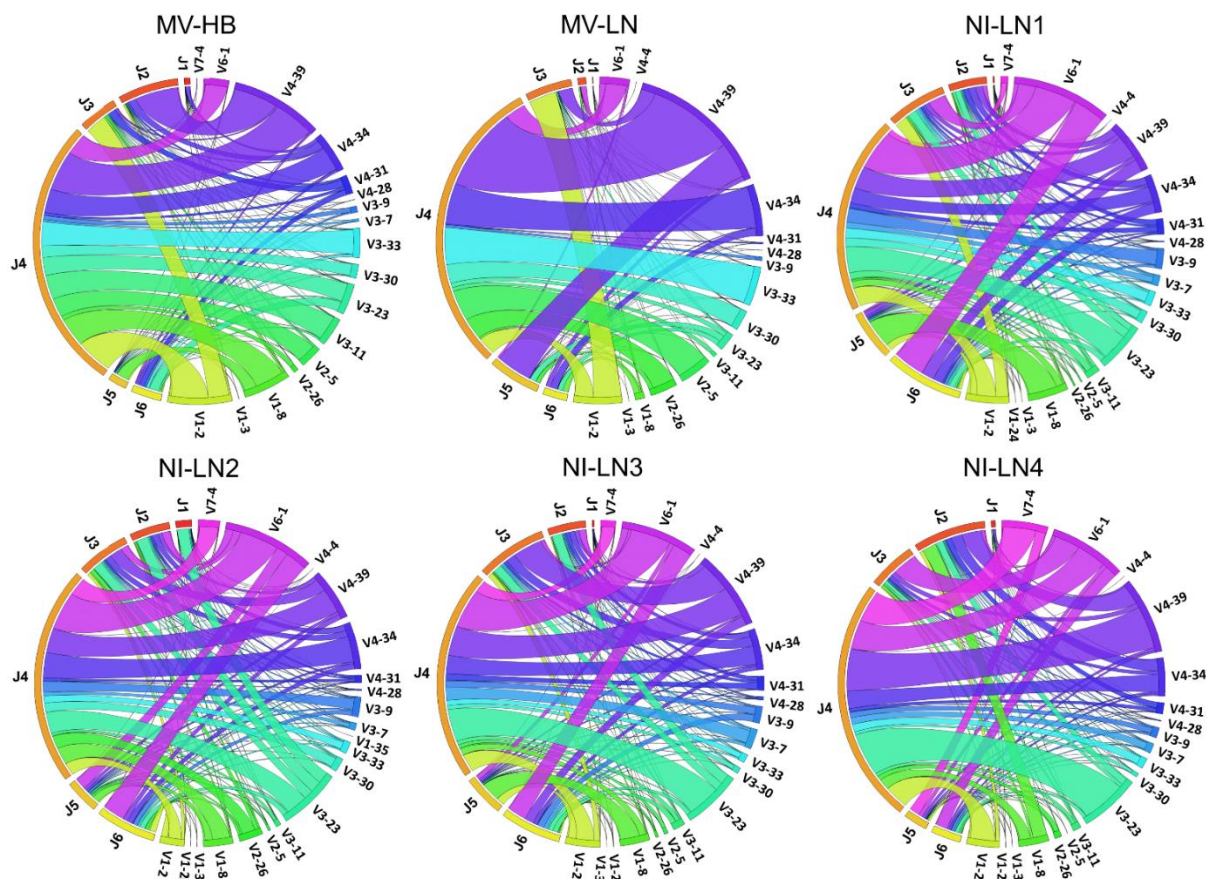 MV-HB
J4
J3
J2
J1
V7-4
V6-1
V4-39
V4-34
V4-31
V4-28
V3-9
V3-7
V3-33
V3-30
V3-23
V3-11
V2-5
V2-26
V1-8
V1-3
V1-2
J6
J5
MV-LN
J4
J3
J2
J1
V6-1
V4-4
V4-39
V4-34
V4-31
V4-28
V3-9
V3-33
V3-30
V3-23
V3-11
V2-5
V2-26
V1-8
V1-3
V1-2
J6
J5
NI-LN1
J4
J3
J2
J1
V7-4
V6-1
V4-4
V4-39
V4-34
V4-31
V4-28
V3-9
V3-7
V3-33
V3-30
V3-23
V3-11
V2-5
V2-26
V1-8
V1-3
V1-24
V1-2
J6
J5
NI-LN2
J4
J3
J2
J1
V7-4
V6-1
V4-4
V4-39
V4-34
V4-31
V4-28
V3-9
V3-7
V1-35
V3-33
V3-30
V3-23
V3-11
V2-5
V2-26
V1-8
V1-3
V1-2
V1-2
J6
J5
NI-LN3
J4
J3
J2
J1
V7-4
V6-1
V4-4
V4-39
V4-34
V4-31
V4-28
V3-9
V3-7
V3-33
V3-30
V3-23
V3-11
V2-5
V2-26
V1-8
V1-2
V1-3
V1-2
J6
J5
NI-LN4
J4
J3
J2
J1
V7-4
V6-1
V4-4
V4-39
V4-34
V4-31
V4-28
V3-9
V3-7
V3-33
V3-30
V3-23
V3-11
V2-5
V2-26
V1-8
V1-3
V1-2
V1-2
J6
J5